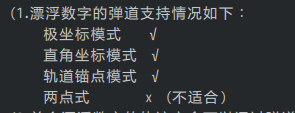 (1.漂浮数字的弹道支持情况如下：
极坐标模式 √
直角坐标模式 √
轨道锚点模式 √
两点式 x (不适合)